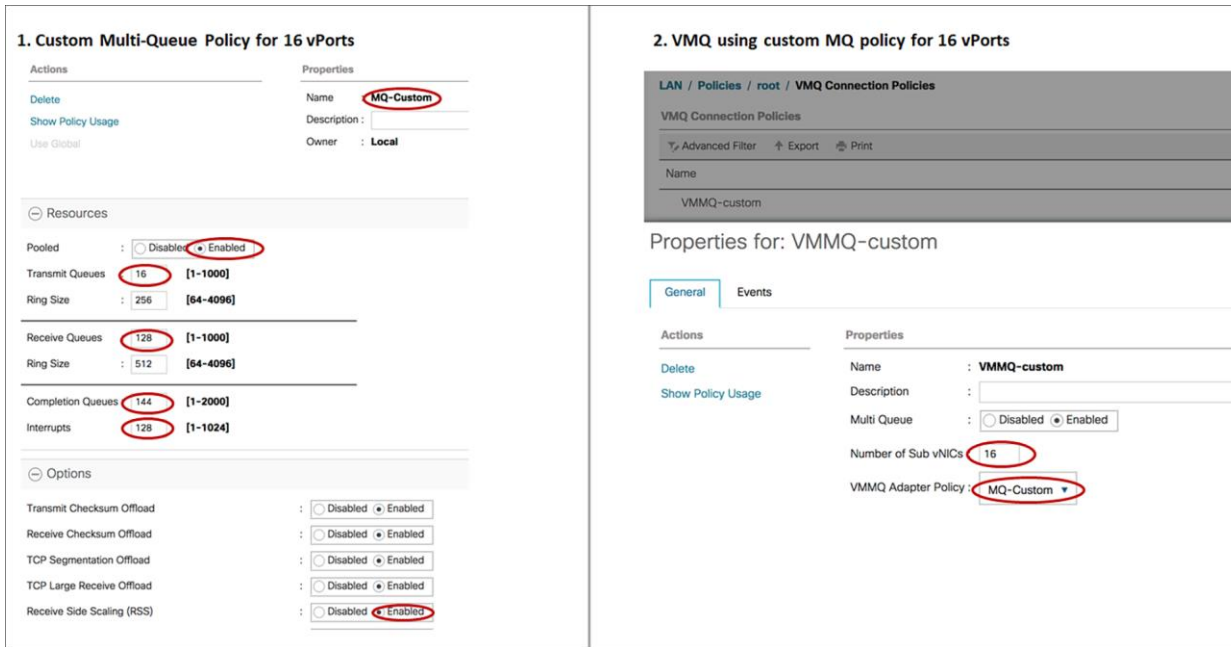 1. Custom Multi-Queue Policy for 16 vPorts
Actions
Delete
Show Policy Usage
Use Global
Properties
Name : MQ-Custom
Description :
Owner : Local
Resources
Pooled : Disabled Enabled
Transmit Queues 16 [1-1000]
Ring Size : 256 [64-4096]
Receive Queues 128 [1-1000]
Ring Size : 512 [64-4096]
Completion Queues 144 [1-2000]
Interrupts 128 [1-1024]
Options
Transmit Checksum Offload : Disabled Enabled
Receive Checksum Offload : Disabled Enabled
TCP Segmentation Offload : Disabled Enabled
TCP Large Receive Offload : Disabled Enabled
Receive Side Scaling (RSS) : Disabled Enabled
2. VMQ using custom MQ policy for 16 vPorts
LAN / Policies / root / VMQ Connection Policies
VMQ Connection Policies
Advanced Filter Export Print
Name
VMMQ-custom
Properties for: VMMQ-custom
General Events
Actions
Delete
Show Policy Usage
Properties
Name : VMMQ-custom
Description :
Multi Queue : Disabled Enabled
Number of Sub vNICs 16
VMMQ Adapter Policy : MQ-Custom